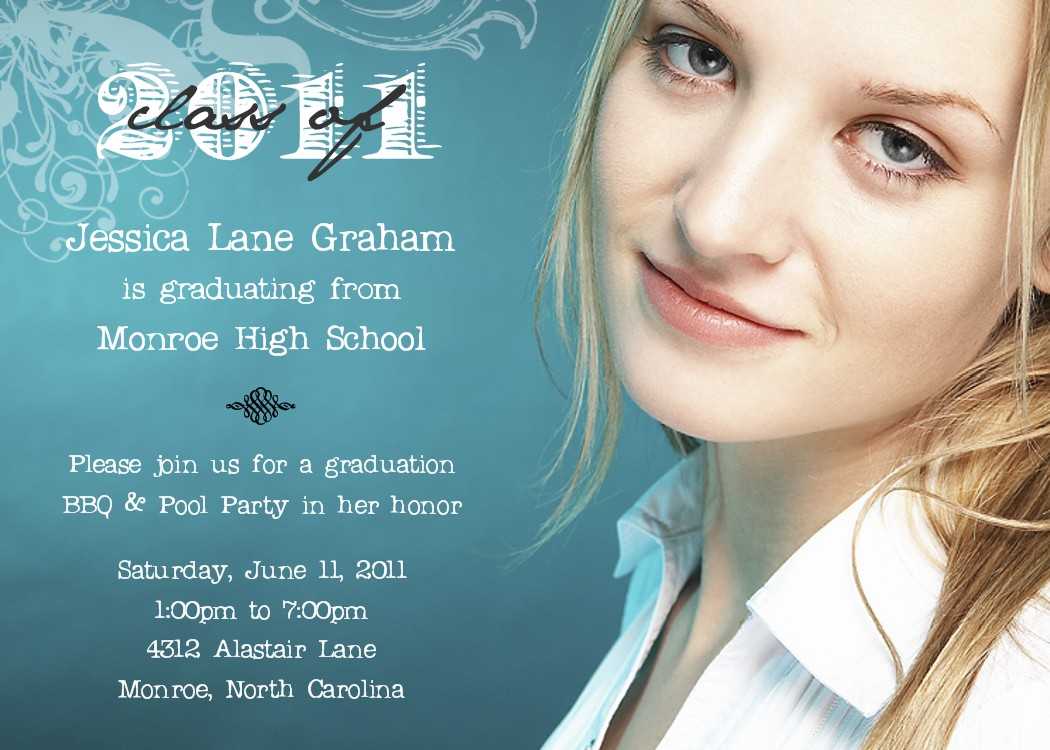 class of
2011
Jessica Lane Graham
is graduating from
Monroe High School
Please join us for a graduation
BBQ & Pool Party in her honor
Saturday, June 11, 2011
1:00pm to 7:00pm
4312 Alastair Lane
Monroe, North Carolina